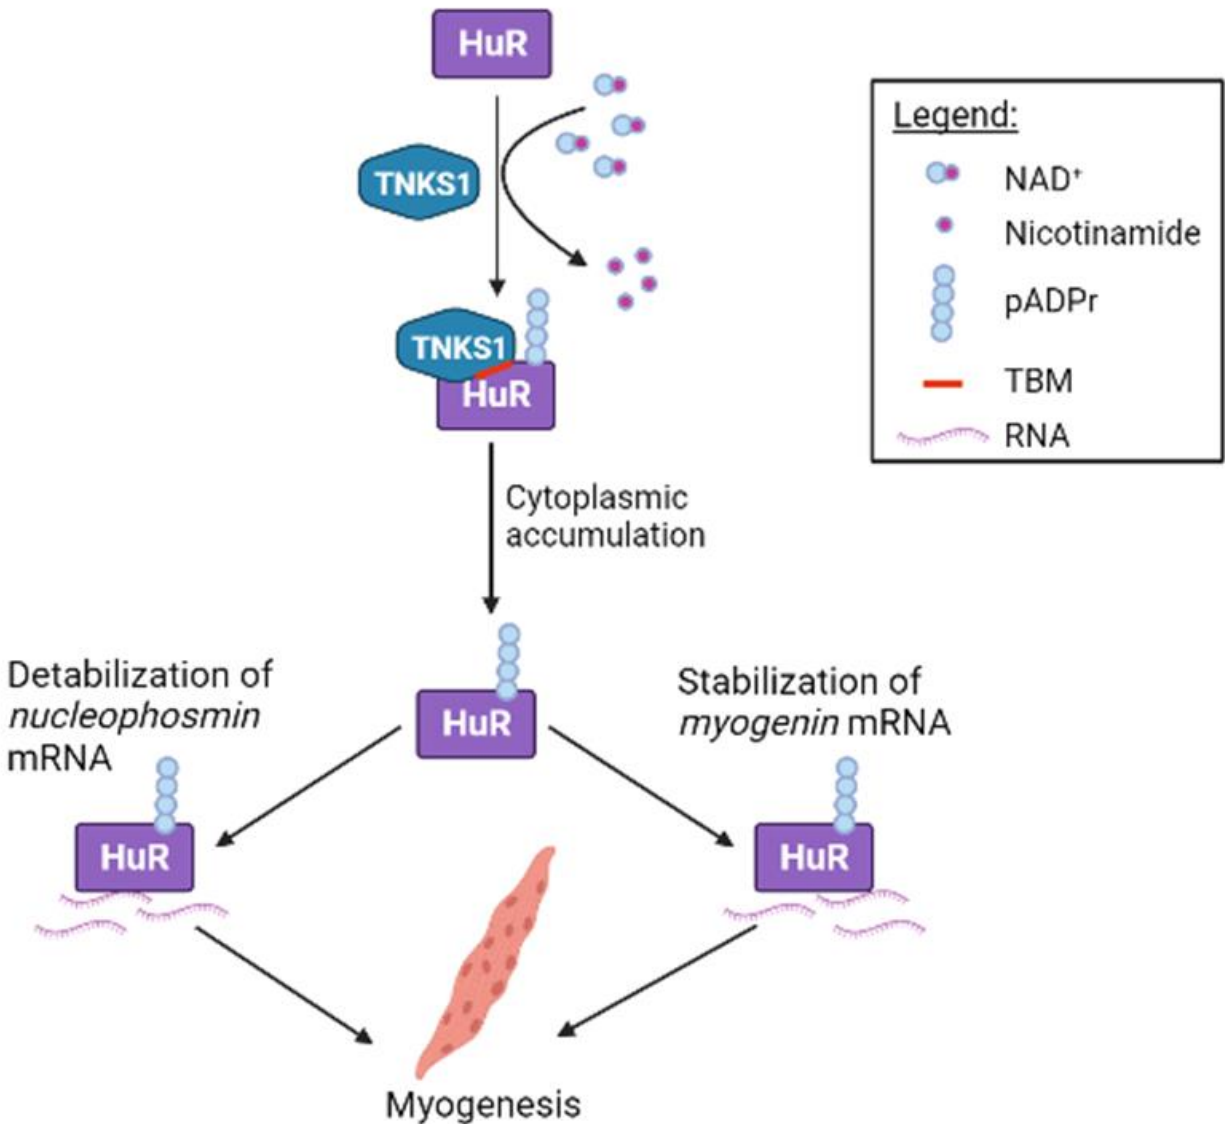 HuR
TNKS1
TNKS1
HuR
Cytoplasmic
accumulation
Legend:
NAD⁺
Nicotinamide
pADPr
TBM
RNA
Detabilization of
nucleophosmin
mRNA
HuR
Stabilization of
myogenin mRNA
HuR
HuR
Myogenesis